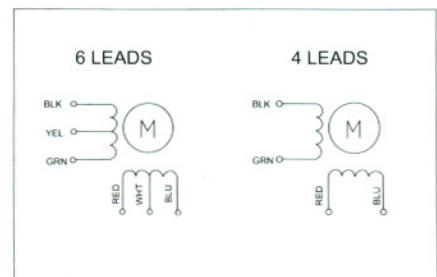 6 LEADS
4 LEADS
BLK
YEL
GRN
M
RED
WHT
BLU
BLK
GRN
M
RED
BLU